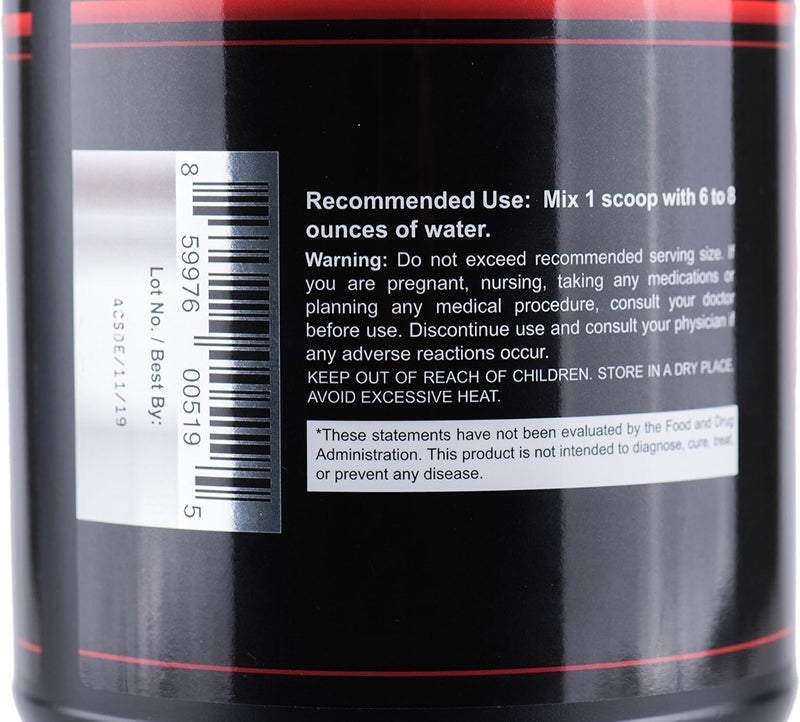 8 59976 00519 5
Lot No. / Best By:
ACSDE/11/19
Recommended Use: Mix 1 scoop with 6 to 8
ounces of water.
Warning: Do not exceed recommended serving size. If
you are pregnant, nursing, taking any medications or
planning any medical procedure, consult your doctor
before use. Discontinue use and consult your physician if
any adverse reactions occur.
KEEP OUT OF REACH OF CHILDREN. STORE IN A DRY PLACE.
AVOID EXCESSIVE HEAT.
*These statements have not been evaluated by the Food and Drug
Administration. This product is not intended to diagnose, cure, treat,
or prevent any disease.